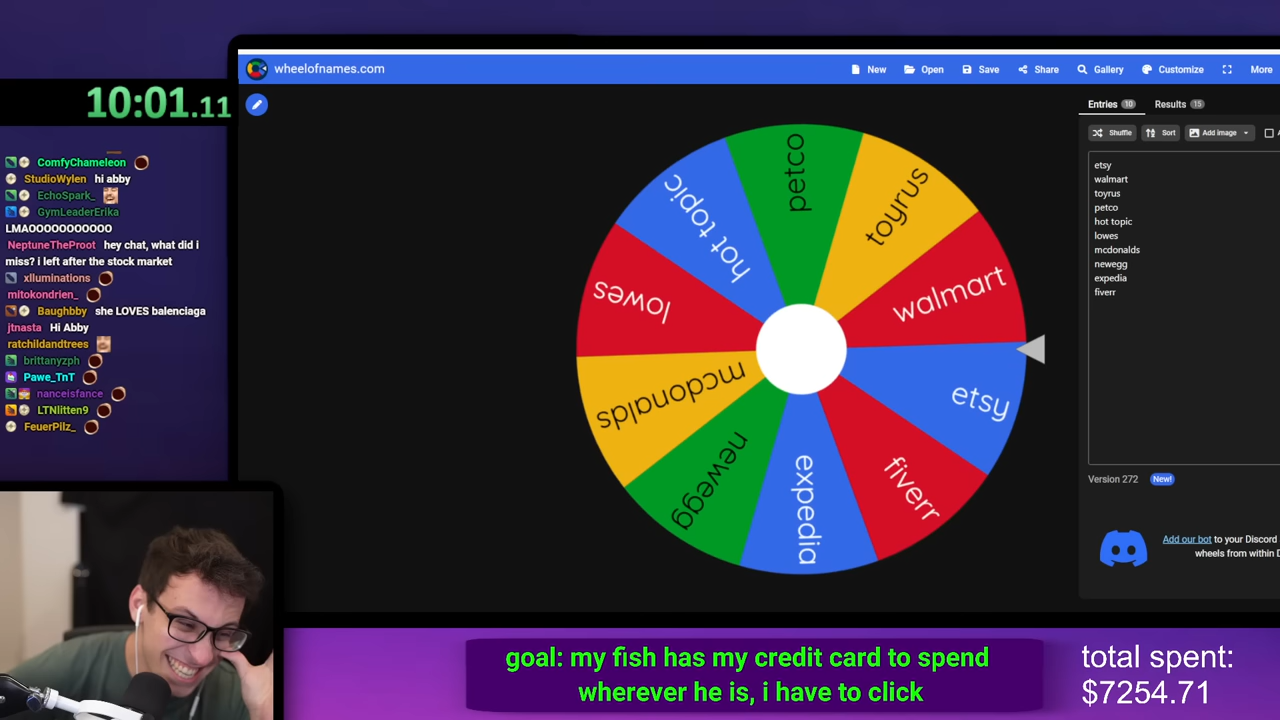 wheelofnames.com
New
Open
Save
Share
Gallery
Customize
More
10:01.11
ComfyChameleon
StudioWylen hi abby
EchoSpark_
GymLeaderErika
LMAOOOOOOOOOO
NeptuneTheProot hey chat, what did i
miss? i left after the stock market
xIluminations
mitokondrien_
Baughbby she LOVES balenciaga
jtnasta Hi Abby
ratchildandtrees
brittanyzph
Pawe_TnT
nanceisfance
LTNlitten9
FeuerPilz_
petco
toyrus
walmart
etsy
fiverr
expedia
newegg
mcdonalds
lowes
hot topic
Entries 10
Results 15
Shuffle
Sort
Add image
etsy
walmart
toyrus
petco
hot topic
lowes
mcdonalds
newegg
expedia
fiverr
Version 272 New!
Add our bot to your Discord
wheels from within D
goal: my fish has my credit card to spend
wherever he is, i have to click
total spent:
$7254.71